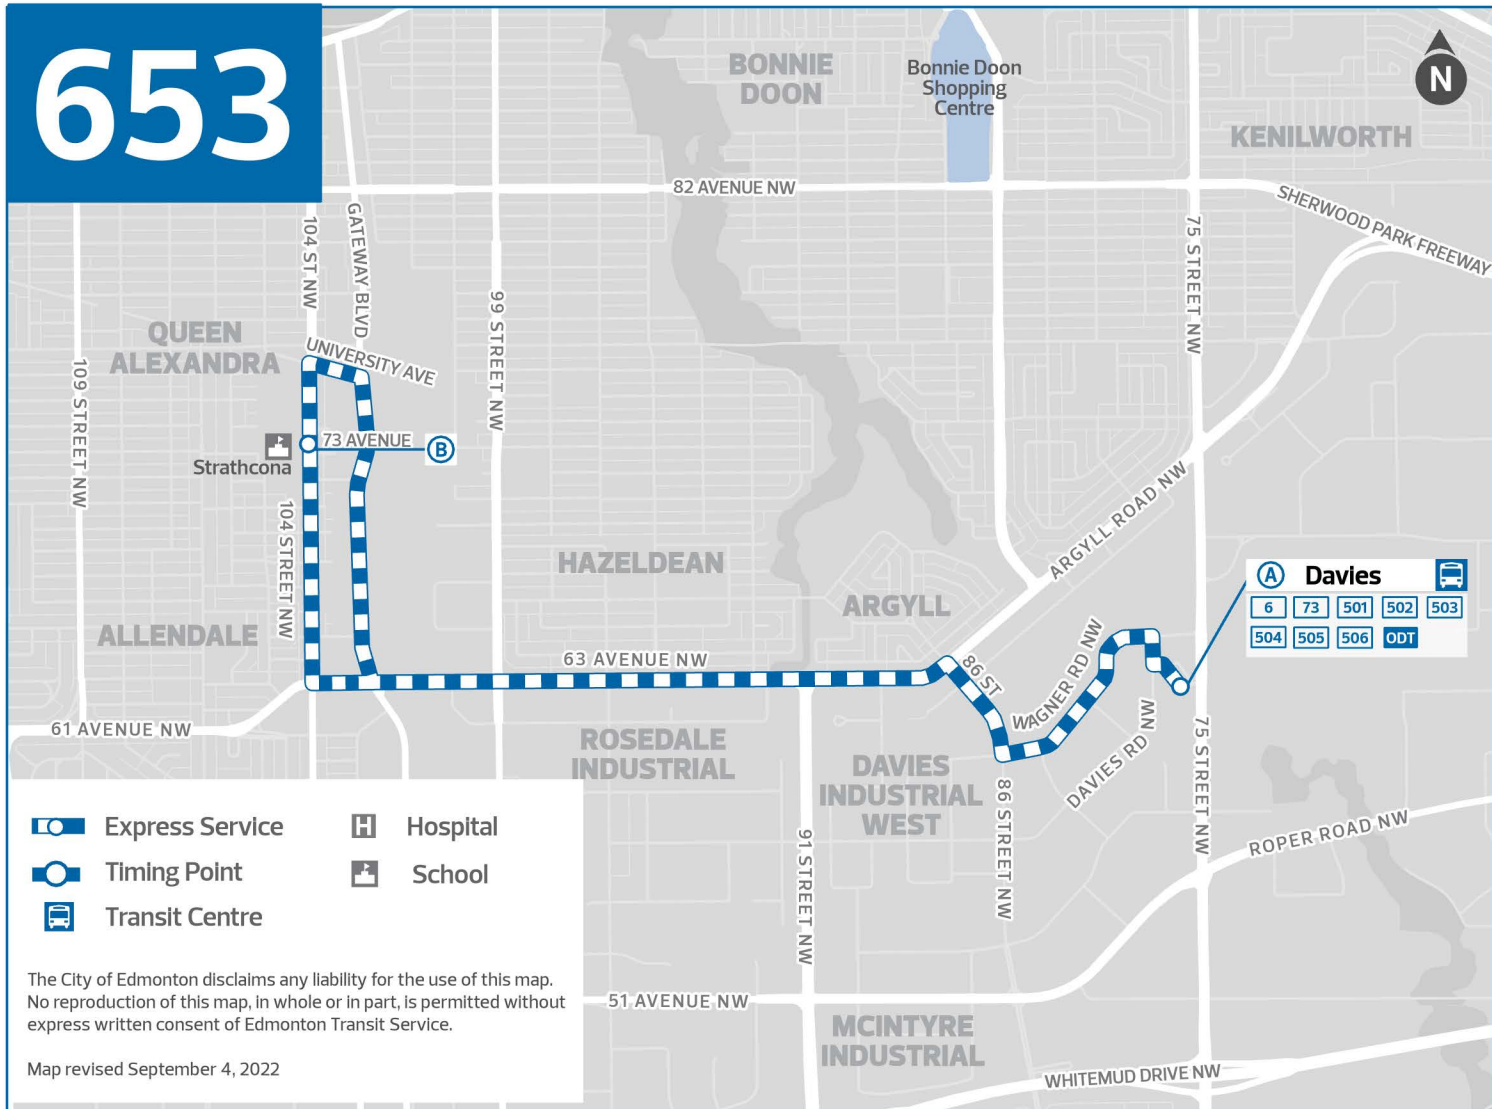 653
BONNIE
DOON
Bonnie Doon
Shopping
Centre
N
KENILWORTH
82 AVENUE NW
SHERWOOD PARK FREEWAY
104 ST NW
GATEWAY BLVD
75 STREET NW
99 STREET NW
QUEEN
ALEXANDRA
UNIVERSITY AVE
109 STREET NW
73 AVENUE
B
Strathcona
ARGYLL ROAD NW
104 STREET NW
HAZELDEAN
ARGYLL
A Davies
6 73 501 502 503
504 505 506 ODT
ALLENDALE
63 AVENUE NW
86 ST
WAGNER RD NW
61 AVENUE NW
ROSEDALE
INDUSTRIAL
DAVIES RD NW
75 STREET NW
DAVIES
INDUSTRIAL
WEST
86 STREET NW
91 STREET NW
ROPER ROAD NW
Express Service
H Hospital
Timing Point
School
Transit Centre
The City of Edmonton disclaims any liability for the use of this map.
No reproduction of this map, in whole or in part, is permitted without
express written consent of Edmonton Transit Service.
Map revised September 4, 2022
51 AVENUE NW
MCINTYRE
INDUSTRIAL
WHITEMUD DRIVE NW